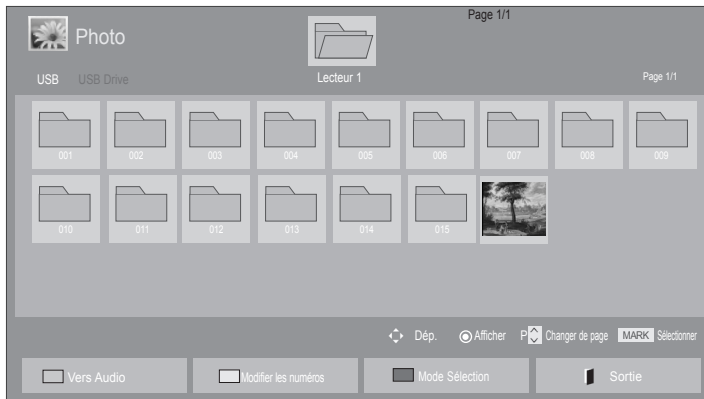 Page 1/1
Photo
Lecteur 1
USB USB Drive Page 1/1
001 002 003 004 005 006 007 008 009
010 011 012 013 014 015
Dép. Afficher P Changer de page MARK Sélectionner
Vers Audio Modifier les numéros Mode Sélection Sortie